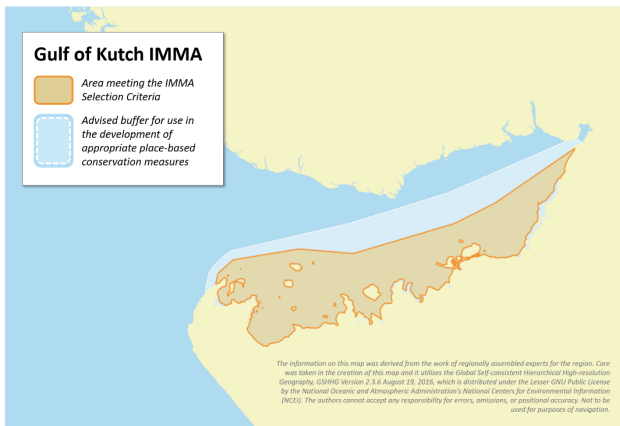 Gulf of Kutch IMMA
Area meeting the IMMA
Selection Criteria
Advised buffer for use in
the development of
appropriate place-based
conservation measures
The information on this map was derived from the work of regionally assembled experts for the region. Care
was taken in the creation of this map and it utilises the Global Self-consistent Hierarchical High-resolution
Geography, GSHHG Version 2.3.6 August 19, 2016, which is distributed under the Lesser GNU Public License
by the National Oceanic and Atmospheric Administration's National Centers for Environmental Information
(NCEI). The authors cannot accept any responsibility for errors, omissions, or positional accuracy. Not to be
used for purposes of navigation.